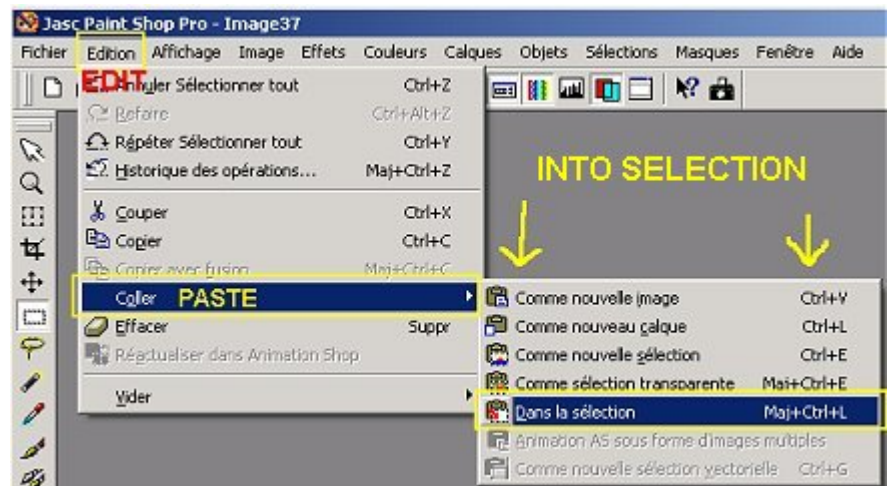 Jasc Paint Shop Pro - Image37
Fichier Edition Affichage Image Effets Couleurs Calques Objets Sélections Masques Fenêtre Aide
EDIT
Annuler Sélectionner tout Ctrl+Z
Refaire Ctrl+Alt+Z
Répéter Sélectionner tout Ctrl+Y
Historique des opérations... Maj+Ctrl+Z
INTO SELECTION
Couper Ctrl+X
Copier Ctrl+C
Copier avec fusion Maj+Ctrl+C
Coller PASTE
Comme nouvelle image Ctrl+V
Effacer Suppr
Comme nouveau calque Ctrl+L
Réactualiser dans Animation Shop
Comme nouvelle sélection Ctrl+E
Comme sélection transparente Maj+Ctrl+E
Vider
Dans la sélection Maj+Ctrl+L
Animation AS sous forme d'images multiples
Comme nouvelle sélection vectorielle Ctrl+G